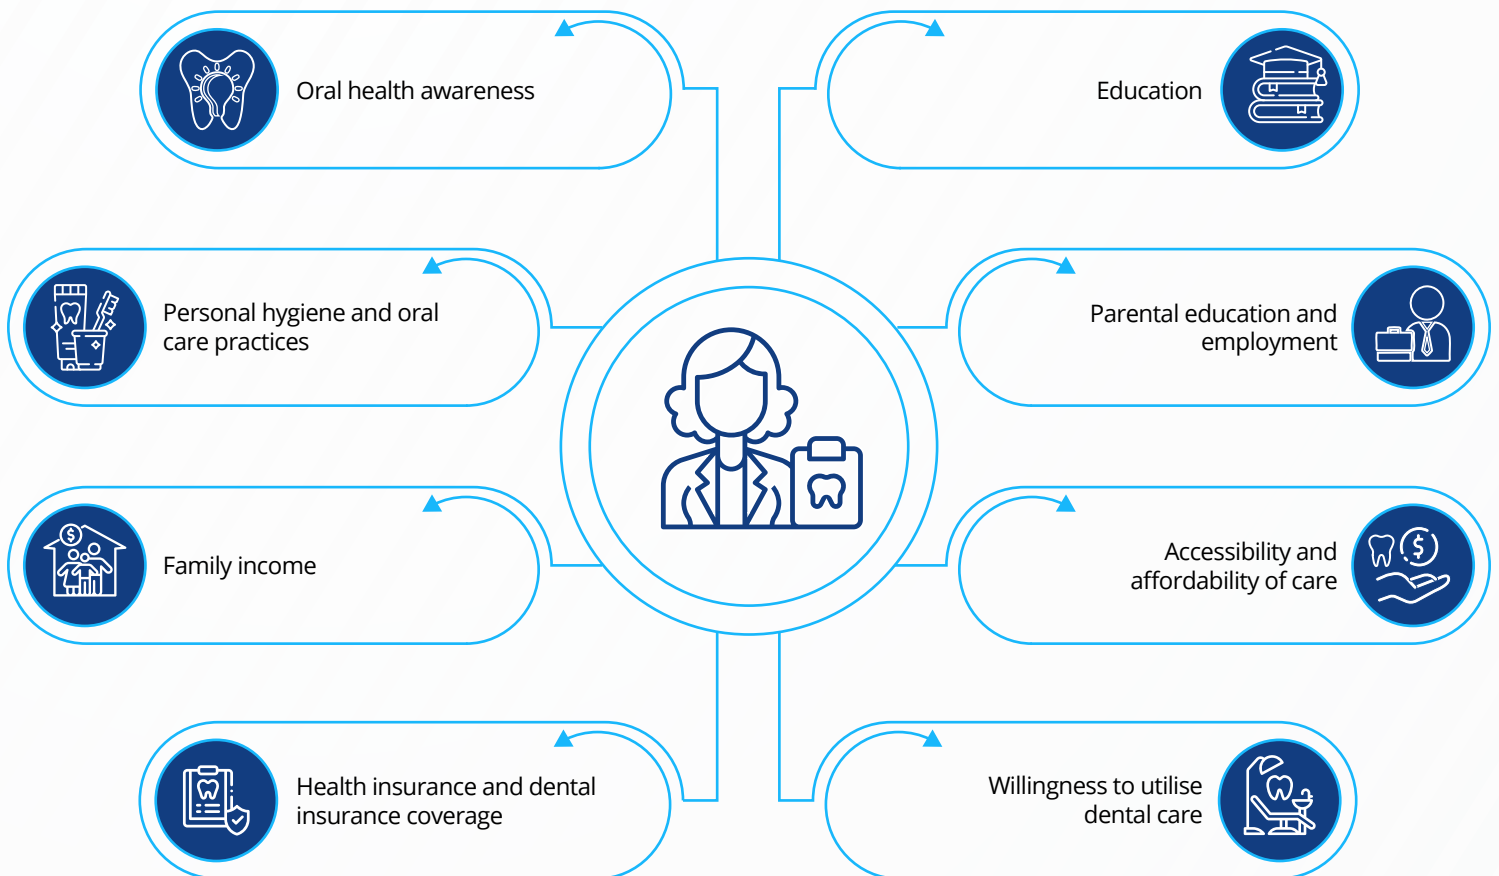 Oral health awareness
Education
Personal hygiene and oral
care practices
Parental education and
employment
Family income
Accessibility and
affordability of care
Health insurance and dental
insurance coverage
Willingness to utilise
dental care